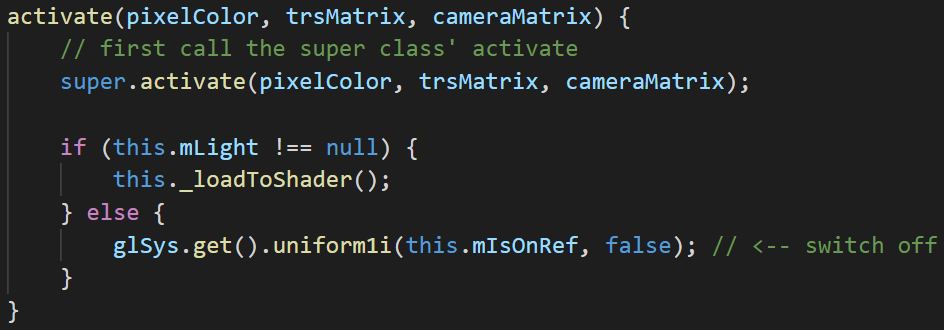 activate(pixelColor, trsMatrix, cameraMatrix) {
    // first call the super class' activate
    super.activate(pixelColor, trsMatrix, cameraMatrix);

    if (this.mLight !== null) {
        this._loadToShader();
    } else {
        glSys.get().uniform1i(this.mIsOnRef, false); // <-- switch off
    }
}